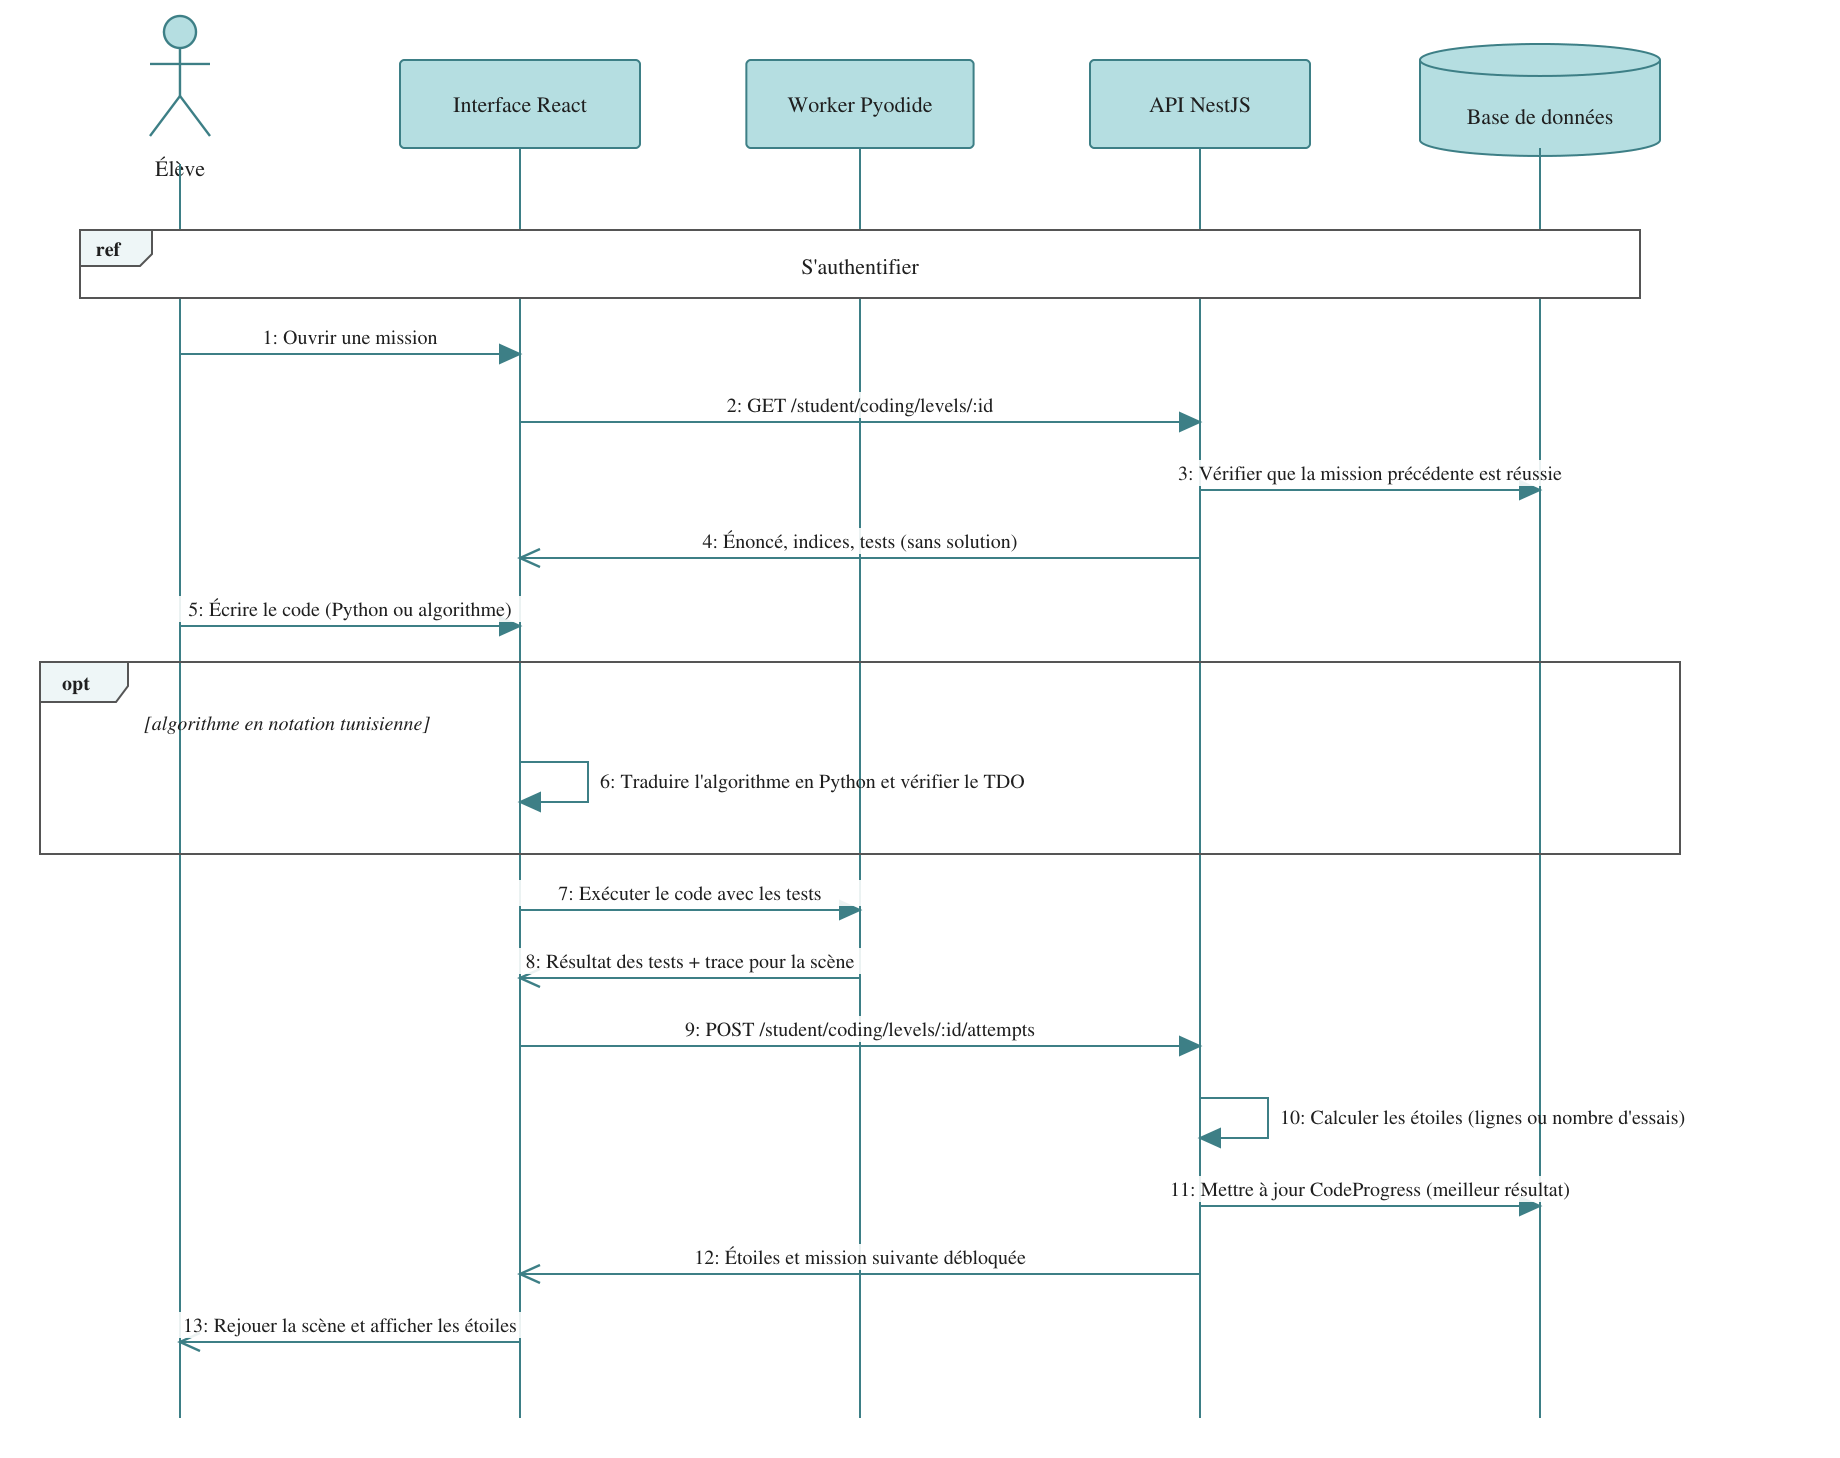 Interface React
Worker Pyodide
API NestJS
Base de données
Élève
ref
S'authentifier
1: Ouvrir une mission
2: GET /student/coding/levels/:id
3: Vérifier que la mission précédente est réussie
4: Énoncé, indices, tests (sans solution)
5: Écrire le code (Python ou algorithme)
opt
[algorithme en notation tunisienne]
6: Traduire l'algorithme en Python et vérifier le TDO
7: Exécuter le code avec les tests
8: Résultat des tests + trace pour la scène
9: POST /student/coding/levels/:id/attempts
10: Calculer les étoiles (lignes ou nombre d'essais)
11: Mettre à jour CodeProgress (meilleur résultat)
12: Étoiles et mission suivante débloquée
13: Rejouer la scène et afficher les étoiles